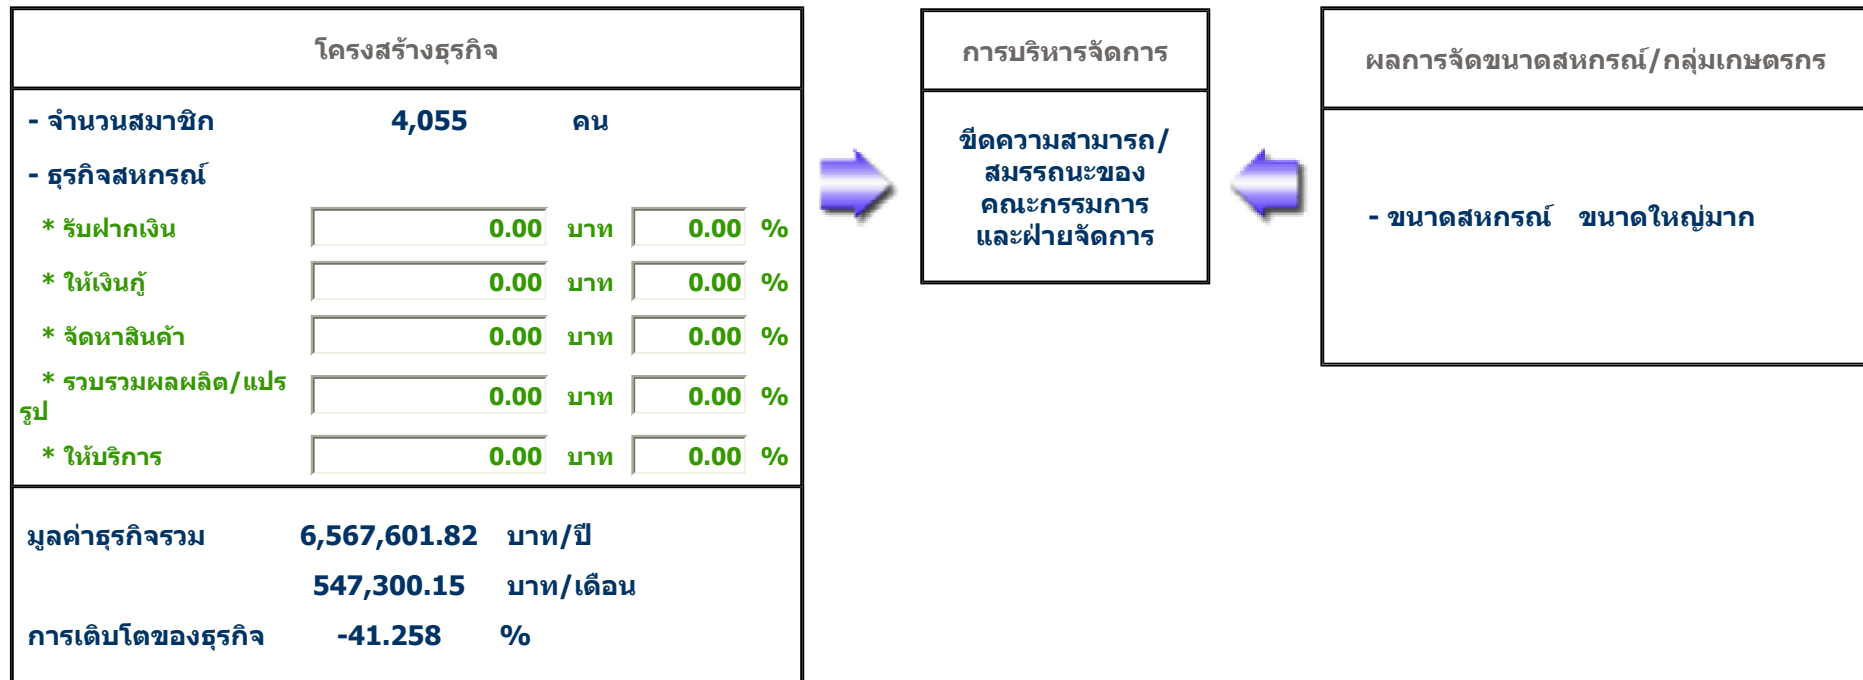 โครงสร้างธุรกิจ
- จำนวนสมาชิก 4,055 คน
- ธุรกิจสหกรณ์
* รับฝากเงิน 0.00 บาท 0.00 %
* ให้เงินกู้ 0.00 บาท 0.00 %
* จัดหาสินค้า 0.00 บาท 0.00 %
* รวบรวมผลผลิต/แปร
รูป 0.00 บาท 0.00 %
* ให้บริการ 0.00 บาท 0.00 %
มูลค่าธุรกิจรวม 6,567,601.82 บาท/ปี
547,300.15 บาท/เดือน
การเติบโตของธุรกิจ -41.258 %
การบริหารจัดการ
ขีดความสามารถ/
สมรรถนะของ
คณะกรรมการ
และฝ่ายจัดการ
ผลการจัดขนาดสหกรณ์/กลุ่มเกษตรกร
- ขนาดสหกรณ์ ขนาดใหญ่มาก